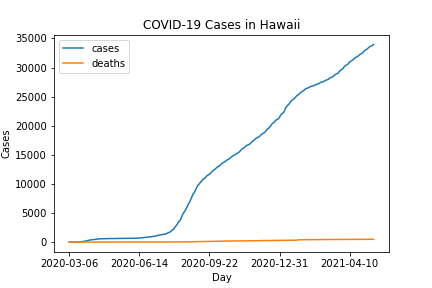 COVID-19 Cases in Hawaii
cases
deaths
35000
30000
25000
20000
15000
10000
5000
0
Cases
2020-03-06 2020-06-14 2020-09-22 2020-12-31 2021-04-10
Day